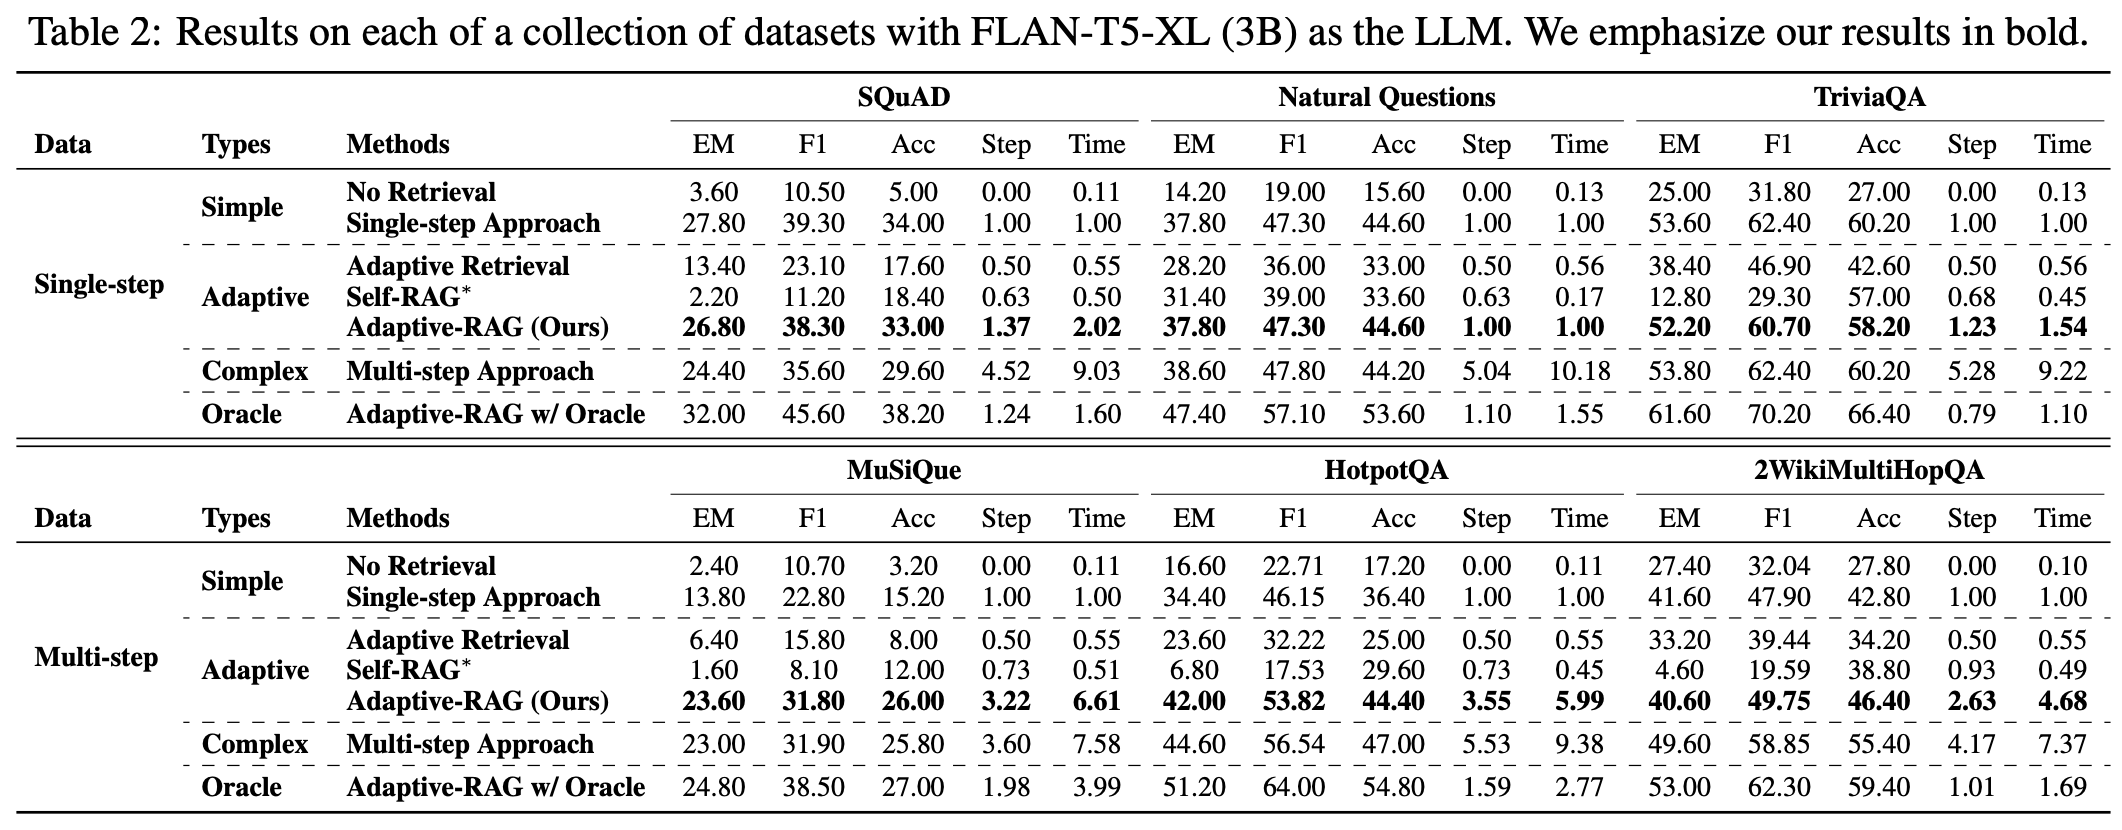 Table 2: Results on each of a collection of datasets with FLAN-T5-XL (3B) as the LLM. We emphasize our results in bold.
SQuAD Natural Questions TriviaQA
Data Types Methods EM F1 Acc Step Time EM F1 Acc Step Time EM F1 Acc Step Time
No Retrieval 3.60 10.50 5.00 0.00 0.11 14.20 19.00 15.60 0.00 0.13 25.00 31.80 27.00 0.00 0.13
Simple
Single-step Approach 27.80 39.30 34.00 1.00 1.00 37.80 47.30 44.60 1.00 1.00 53.60 62.40 60.20 1.00 1.00
Adaptive Retrieval 13.40 23.10 17.60 0.50 0.55 28.20 36.00 33.00 0.50 0.56 38.40 46.90 42.60 0.50 0.56
Single-step
Adaptive Self-RAG* 2.20 11.20 18.40 0.63 0.50 31.40 39.00 33.60 0.63 0.17 12.80 29.30 57.00 0.68 0.45
Adaptive-RAG (Ours) 26.80 38.30 33.00 1.37 2.02 37.80 47.30 44.60 1.00 1.00 52.20 60.70 58.20 1.23 1.54
Complex Multi-step Approach 24.40 35.60 29.60 4.52 9.03 38.60 47.80 44.20 5.04 10.18 53.80 62.40 60.20 5.28 9.22
Oracle Adaptive-RAG w/ Oracle 32.00 45.60 38.20 1.24 1.60 47.40 57.10 53.60 1.10 1.55 61.60 70.20 66.40 0.79 1.10
MuSiQue HotpotQA 2WikiMultiHopQA
Data Types Methods EM F1 Acc Step Time EM F1 Acc Step Time EM F1 Acc Step Time
No Retrieval 2.40 10.70 3.20 0.00 0.11 16.60 22.71 17.20 0.00 0.11 27.40 32.04 27.80 0.00 0.10
Simple
Single-step Approach 13.80 22.80 15.20 1.00 1.00 34.40 46.15 36.40 1.00 1.00 41.60 47.90 42.80 1.00 1.00
Adaptive Retrieval 6.40 15.80 8.00 0.50 0.55 23.60 32.22 25.00 0.50 0.55 33.20 39.44 34.20 0.50 0.55
Multi-step
Adaptive Self-RAG* 1.60 8.10 12.00 0.73 0.51 6.80 17.53 29.60 0.73 0.45 4.60 19.59 38.80 0.93 0.49
Adaptive-RAG (Ours) 23.60 31.80 26.00 3.22 6.61 42.00 53.82 44.40 3.55 5.99 40.60 49.75 46.40 2.63 4.68
Complex Multi-step Approach 23.00 31.90 25.80 3.60 7.58 44.60 56.54 47.00 5.53 9.38 49.60 58.85 55.40 4.17 7.37
Oracle Adaptive-RAG w/ Oracle 24.80 38.50 27.00 1.98 3.99 51.20 64.00 54.80 1.59 2.77 53.00 62.30 59.40 1.01 1.69